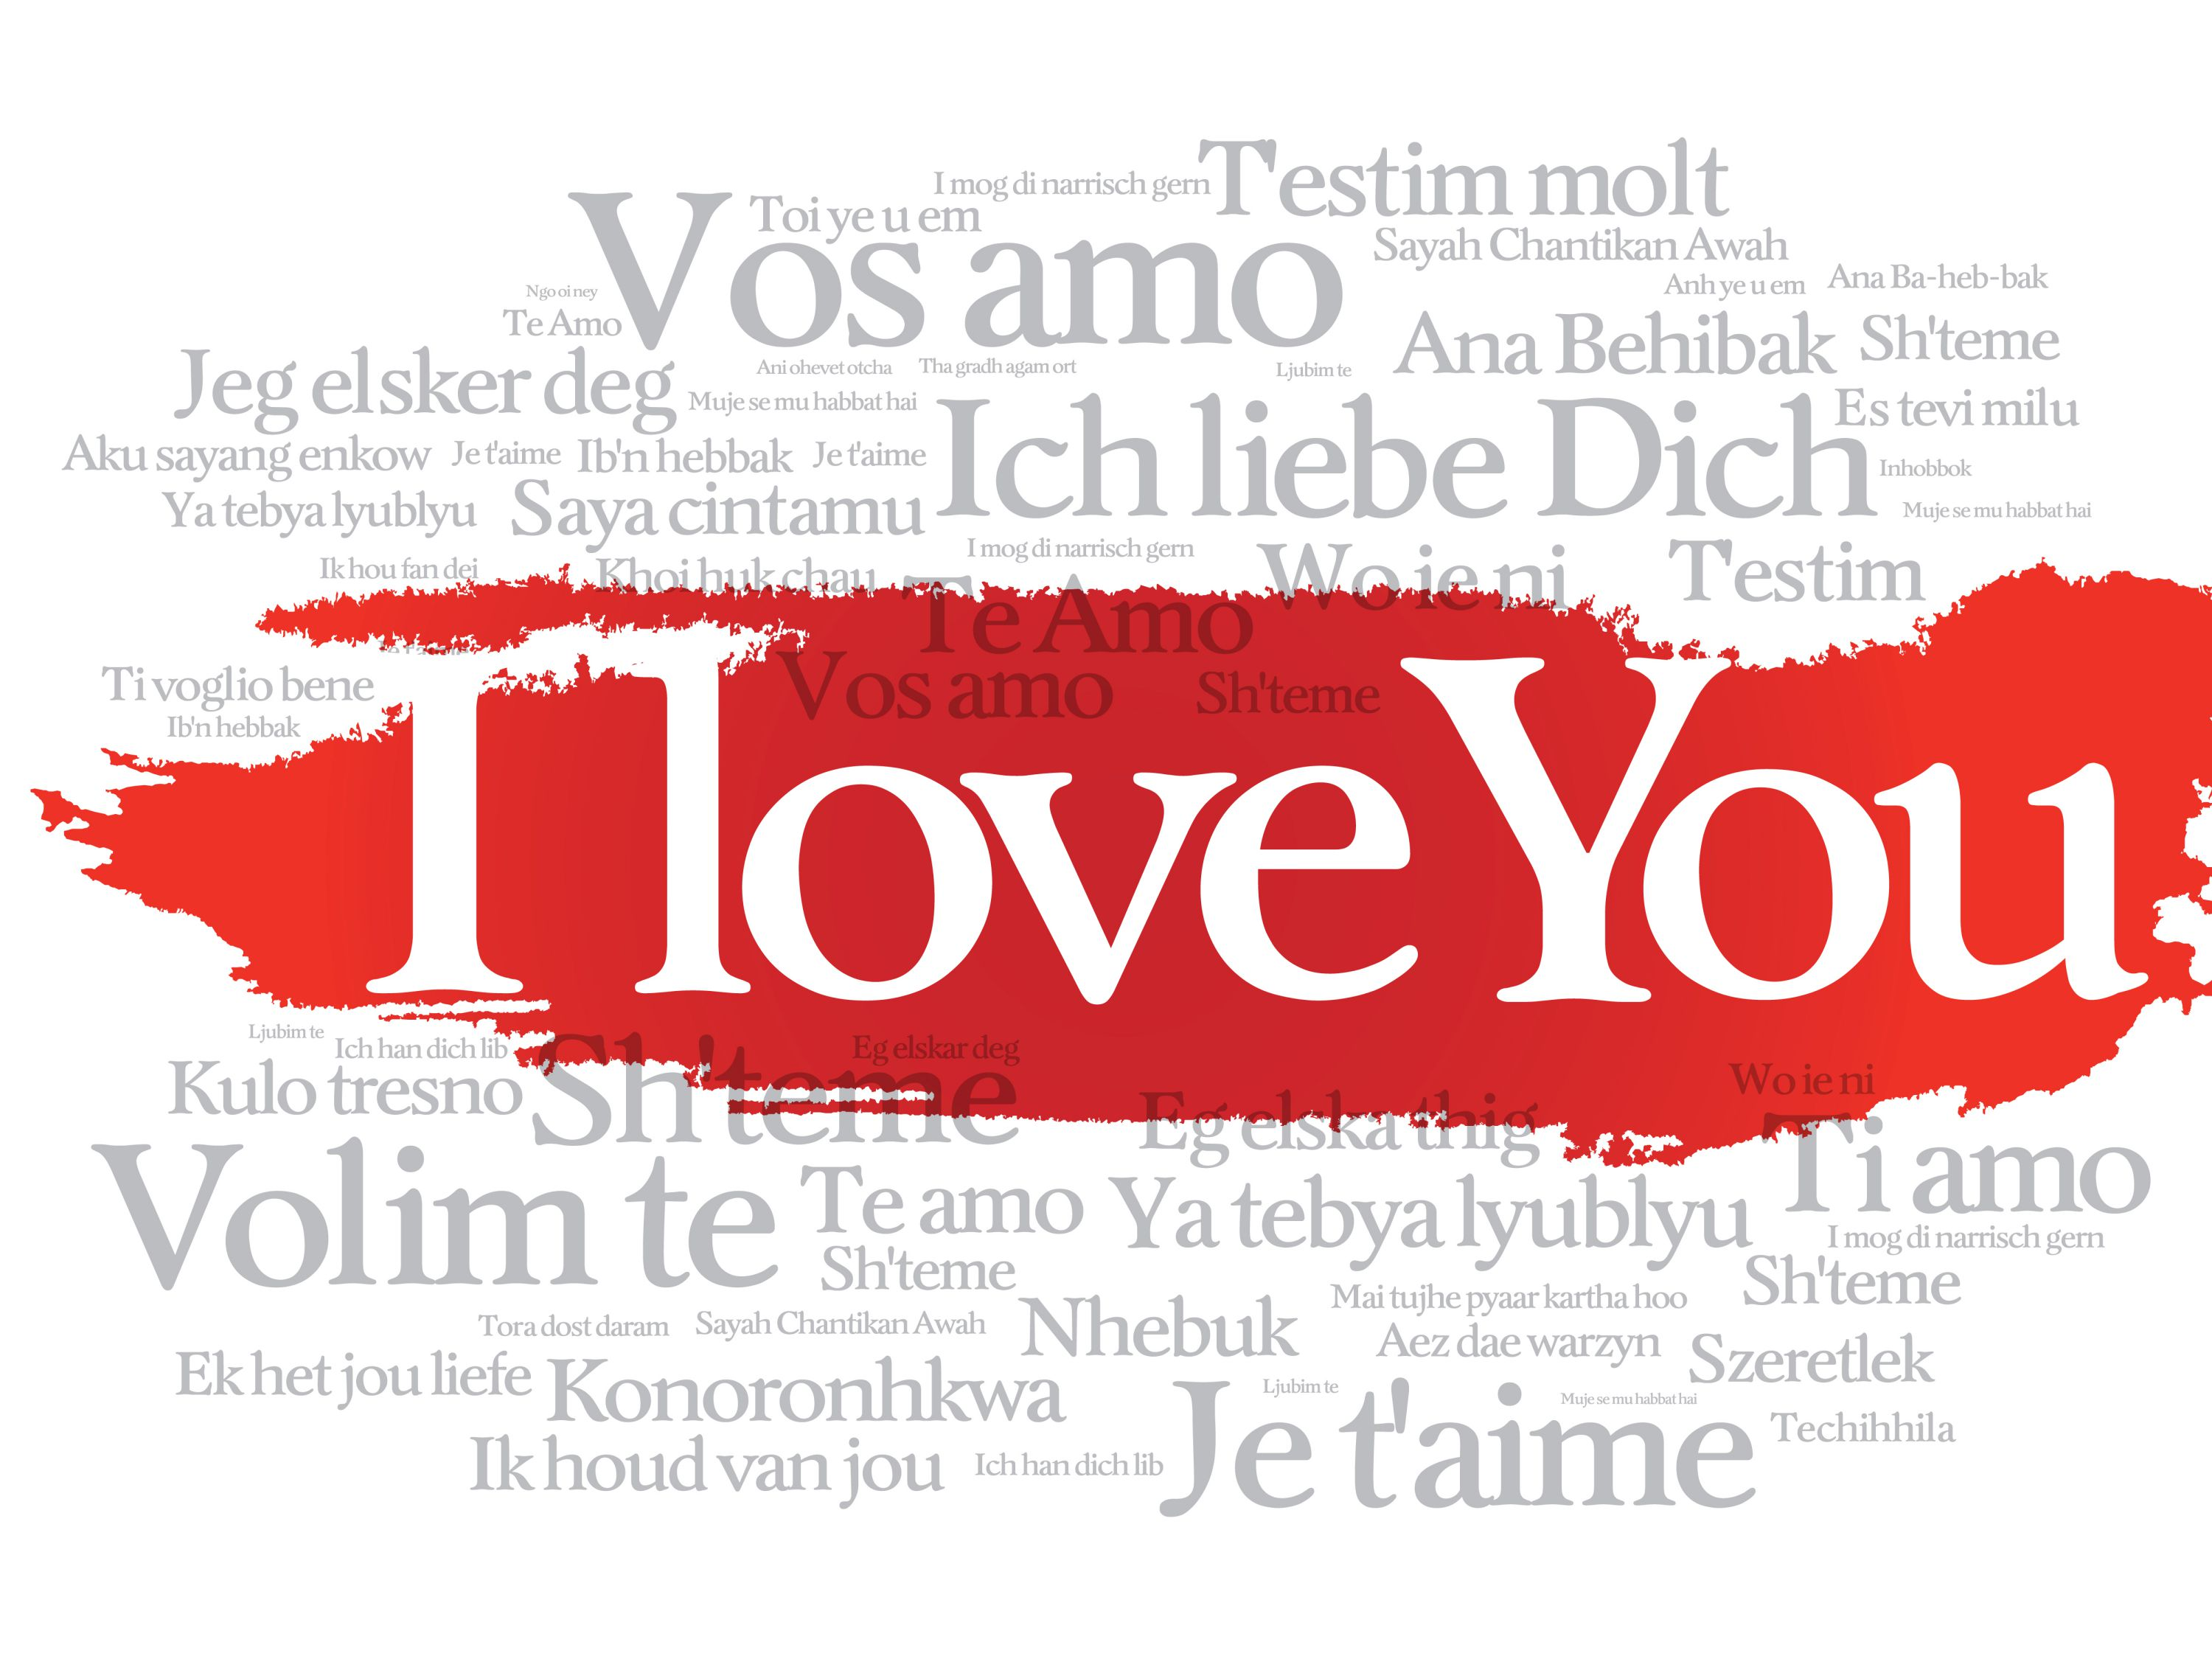 I mog di narrisch gern
Testim molt
Toi ye u em
Vos amo
Sayah Chantikan Awah
Anh ye u em
Ana Ba-heb-bak
Ngo oi ney
Te Amo
Ana Behibak
Sh'teme
Jeg elsker deg
Ani ohevet otcha
Tha gradh agam ort
Ljubim te
Muje se mu habbat hai
Ich liebe Dich
Es tevi milu
Aku sayang enkow
Je t'aime
Ib'n hebbak
Je t'aime
Inhobbok
Ya tebya lyublyu
Saya cintamu
Muje se mu habbat hai
Ik hou fan dei
Khoi huk chau
I mog di narrisch gern
Wo ie ni
Testim
Te Amo
Ti voglio bene
Vos amo
Sh'teme
Ib'n hebbak
I love You
Ljubim te
Ich han dich lib
Sh'teme
Eg elskar deg
Kulo tresno
Wo ie ni
Eg elska thig
Ti amo
Volim te
Te amo
Ya tebya lyublyu
I mog di narrisch gern
Sh'teme
Sh'teme
Mai tujhe pyaar kartha hoo
Tora dost daram
Sayah Chantikan Awah
Nhebuk
Aez dae warzyn
Szeretlek
Ek het jou liefe
Konoronhkwa
Ljubim te
Muje se mu habbat hai
Je t'aime
Techihhila
Ik houd van jou
Ich han dich lib